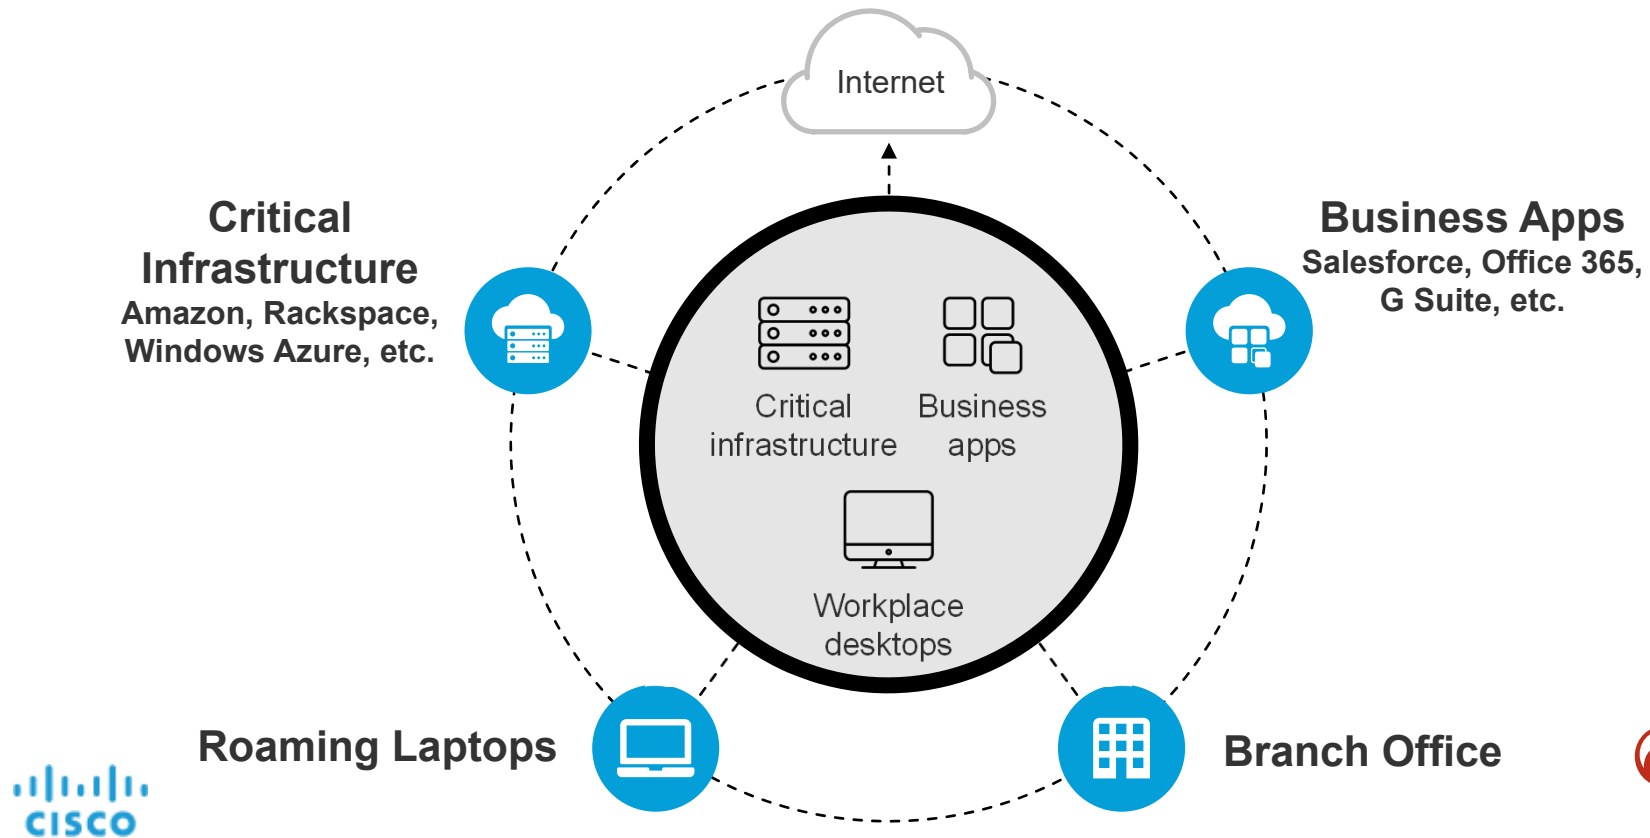 Internet
Critical
Infrastructure
Amazon, Rackspace,
Windows Azure, etc.
Business Apps
Salesforce, Office 365,
G Suite, etc.
Critical
infrastructure
Business
apps
Workplace
desktops
Roaming Laptops
Branch Office
CISCO